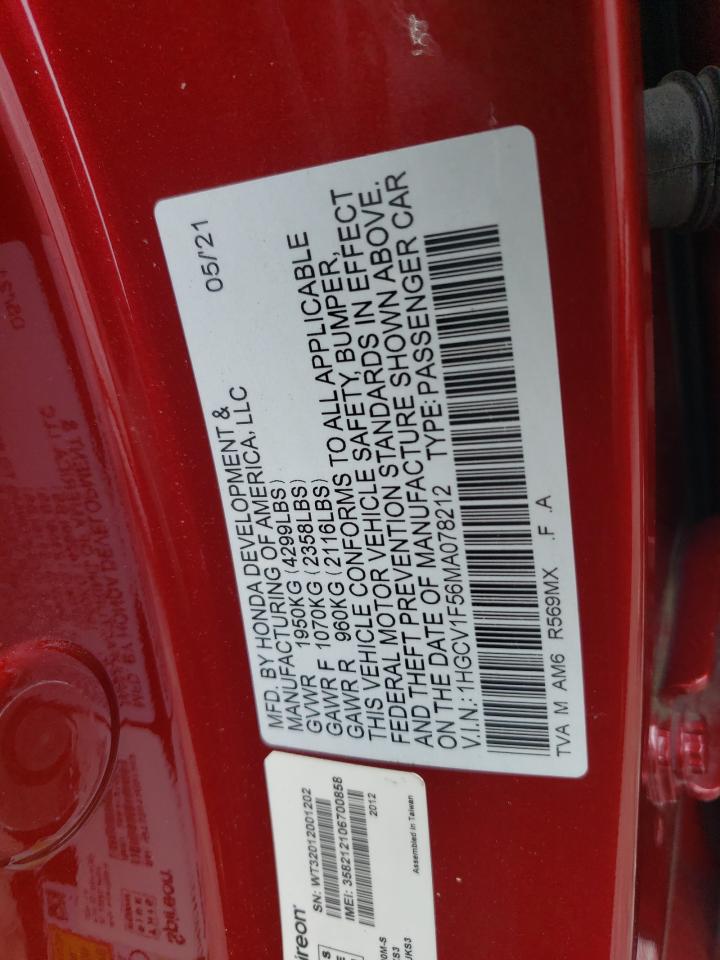 05/'21
MFD. BY HONDA DEVELOPMENT &
MANUFACTURING OF AMERICA, LLC
GVWR 1950KG (4299LBS)
GAWR F 1070KG (2358LBS)
GAWR R 960KG (2116LBS)
THIS VEHICLE CONFORMS TO ALL APPLICABLE
FEDERAL MOTOR VEHICLE SAFETY, BUMPER,
AND THEFT PREVENTION STANDARDS IN EFFECT
ON THE DATE OF MANUFACTURE SHOWN ABOVE.
V.I.N.: 1HGCV1F56MA078212 TYPE: PASSENGER CAR
TVA M AM6 R569MX .F .A
ireon
SN: WT32012001202
IMEI: 358212106700858
2012
Assembled in Taiwan
0M-S
JKS3